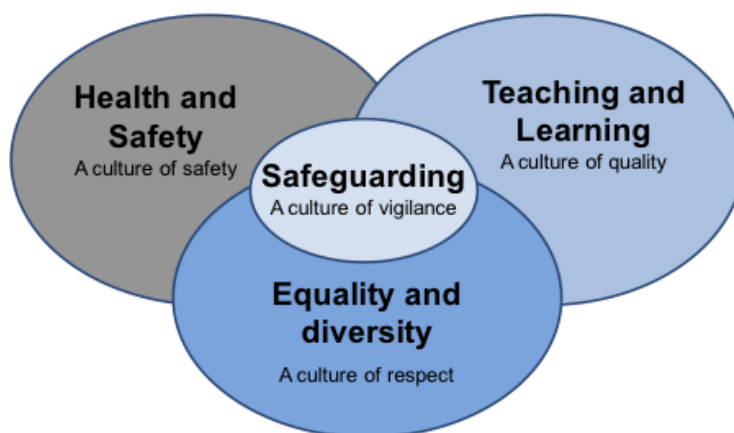 Health and
Safety
A culture of safety
Teaching and
Learning
A culture of quality
Safeguarding
A culture of vigilance
Equality and
diversity
A culture of respect